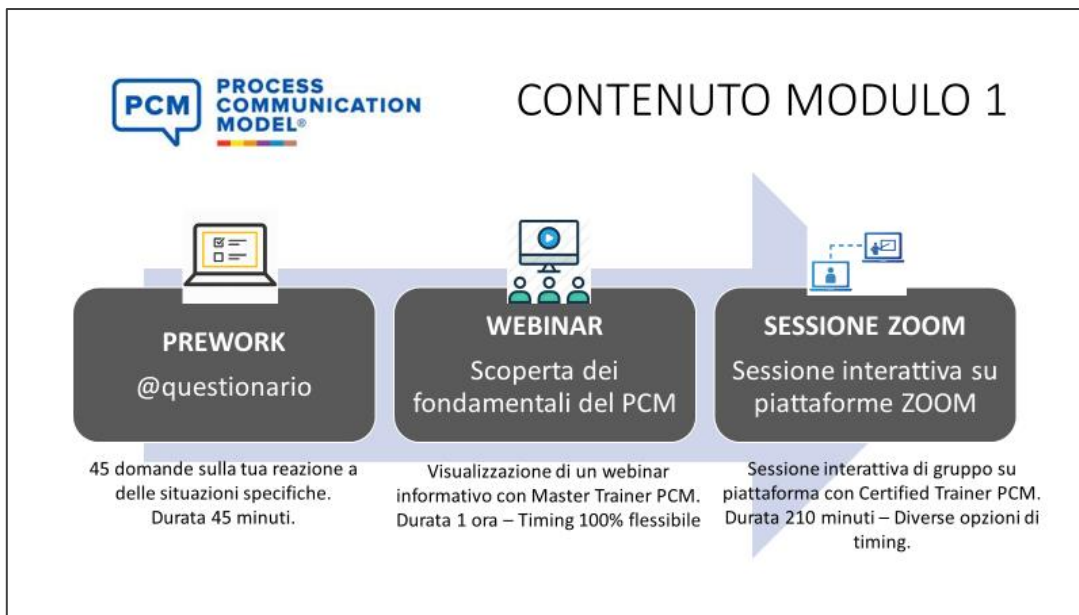 PCM
PROCESS
COMMUNICATION
MODEL®
CONTENUTO MODULO 1
PREWORK
@questionario
45 domande sulla tua reazione a
delle situazioni specifiche.
Durata 45 minuti.
WEBINAR
Scoperta dei
fondamentali del PCM
Visualizzazione di un webinar
informativo con Master Trainer PCM.
Durata 1 ora – Timing 100% flessibile
SESSIONE ZOOM
Sessione interattiva su
piattaforme ZOOM
Sessione interattiva di gruppo su
piattaforma con Certified Trainer PCM.
Durata 210 minuti – Diverse opzioni di
timing.